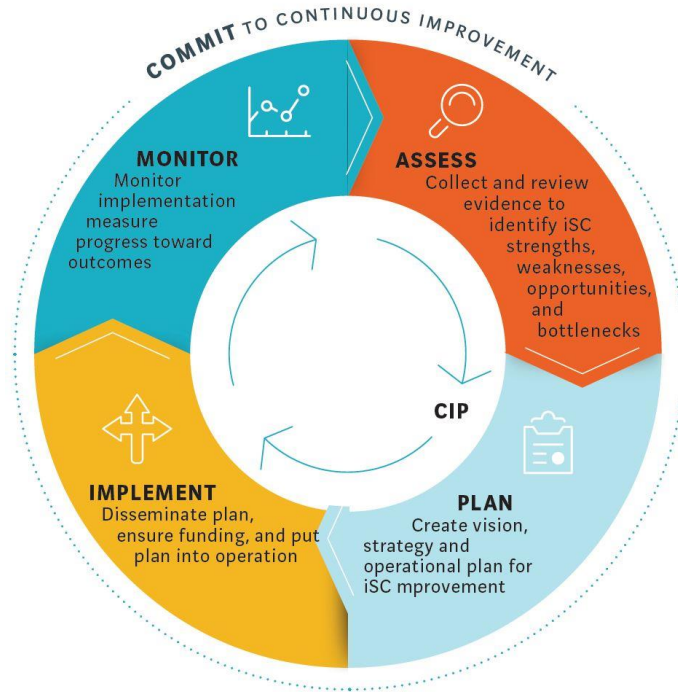 COMMIT TO CONTINUOUS IMPROVEMENT
MONITOR
Monitor
implementation
measure
progress toward
outcomes
ASSESS
Collect and review
evidence to
identify iSC
strengths,
weaknesses,
opportunities,
and
bottlenecks
CIP
PLAN
Create vision,
strategy and
operational plan for
iSC mprovement
IMPLEMENT
Disseminate plan,
ensure funding, and put
plan into operation